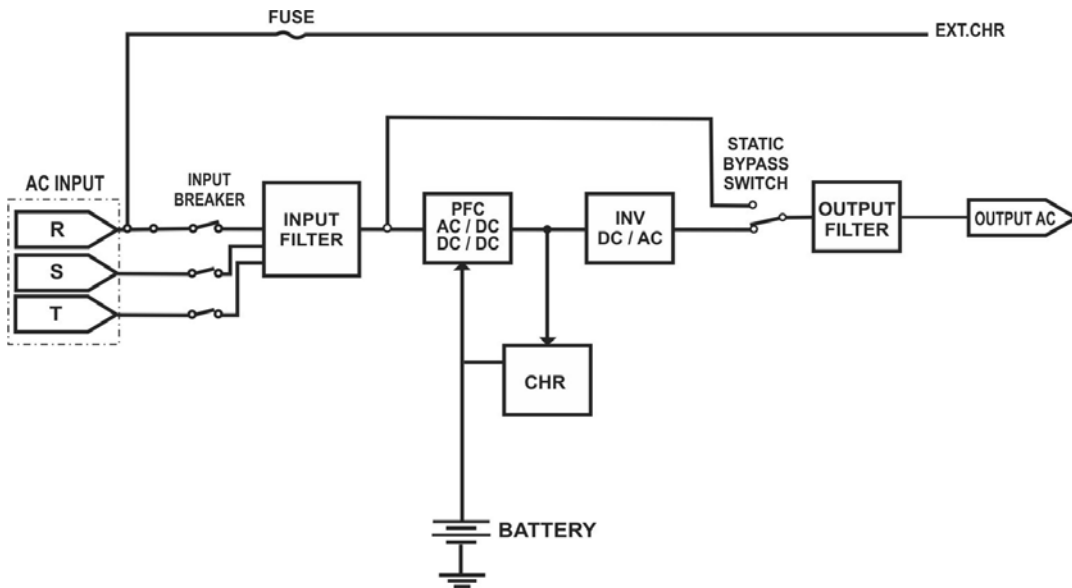 FUSE
EXT.CHR
AC INPUT
INPUT
BREAKER
STATIC
BYPASS
SWITCH
R
S
T
INPUT
FILTER
PFC
AC / DC
DC / DC
INV
DC / AC
OUTPUT
FILTER
OUTPUT AC
CHR
BATTERY